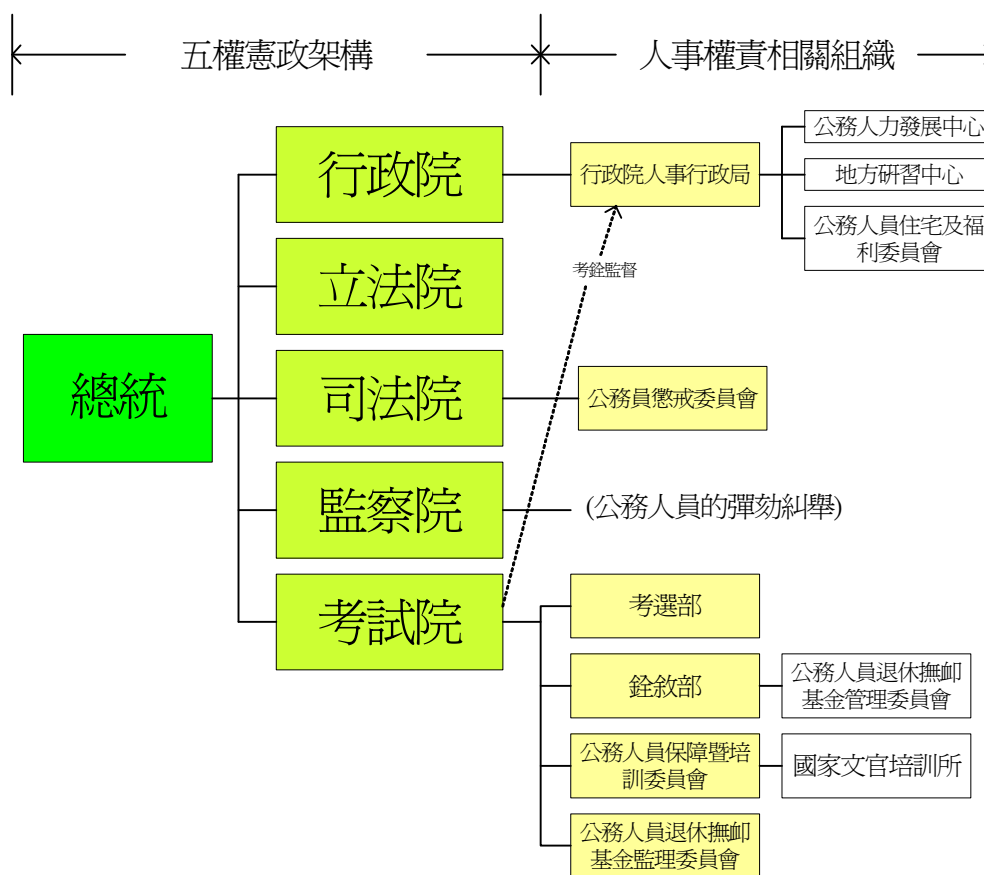 五權憲政架構
人事權責相關組織
總統
行政院
立法院
司法院
監察院
考試院
行政院人事行政局
公務人力發展中心
地方研習中心
公務人員住宅及福
利委員會
考銓監督
公務員懲戒委員會
(公務人員的彈劾糾舉)
考選部
銓敘部
公務人員退休撫卹
基金管理委員會
公務人員保障暨培
訓委員會
國家文官培訓所
公務人員退休撫卹
基金監理委員會